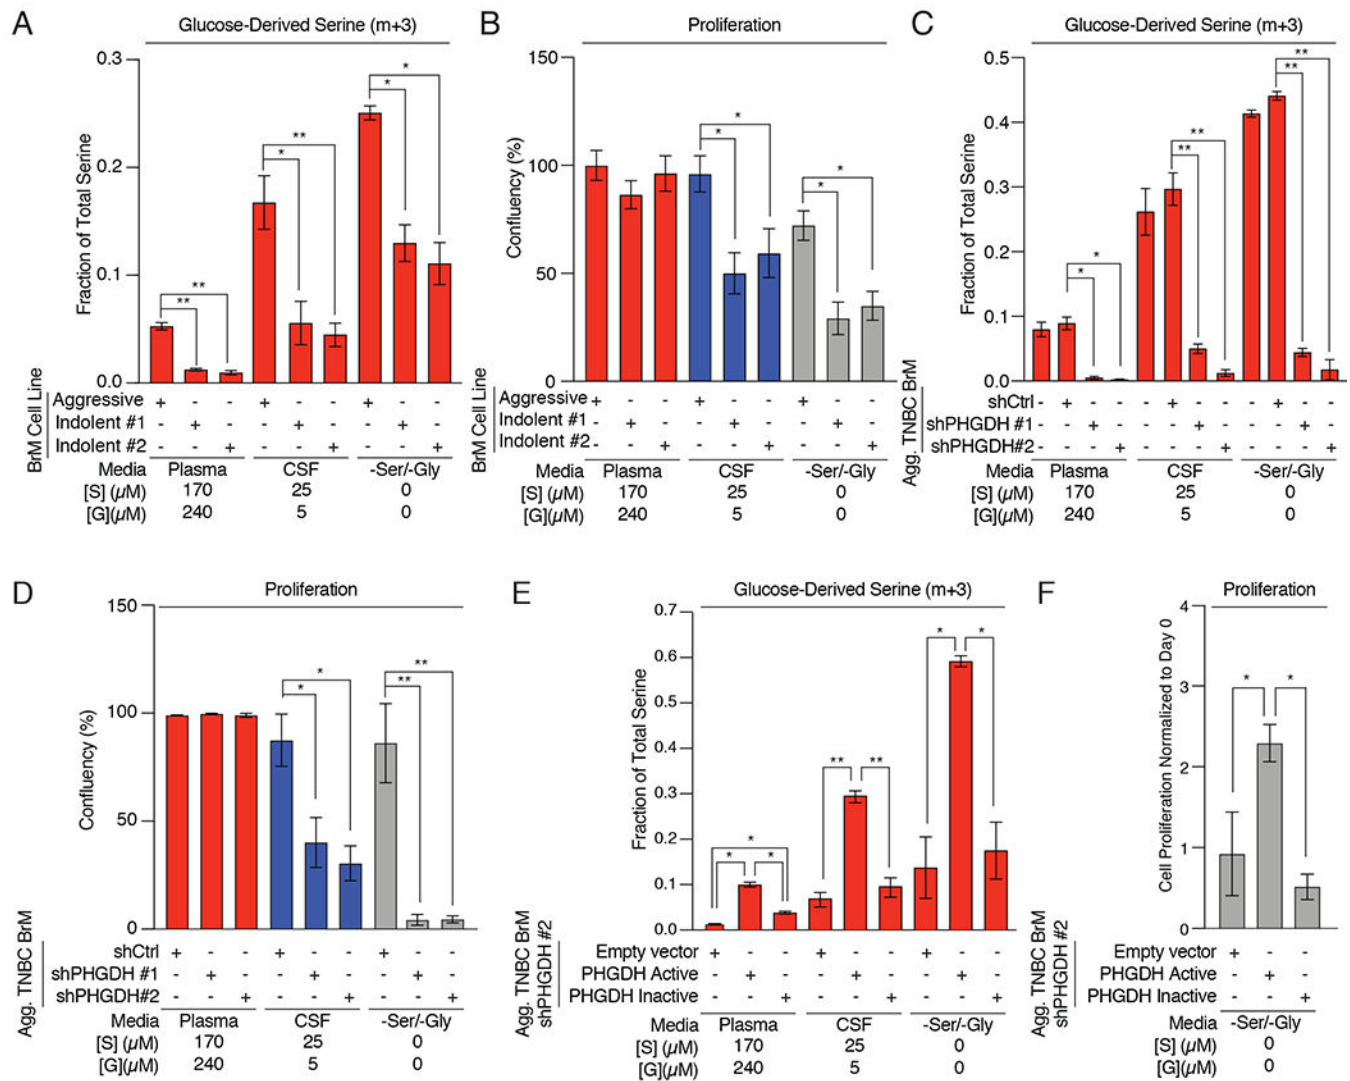 A
Glucose-Derived Serine (m+3)
Fraction of Total Serine
0.3
0.2
0.1
0.0
** ** * ** * *
BrM Cell Line
Aggressive + - - + - - + - -
Indolent #1 - + - - + - - + -
Indolent #2 - - + - - + - - +
Media Plasma CSF -Ser/-Gly
[S] (µM) 170 25 0
[G](µM) 240 5 0
B
Proliferation
Confluency (%)
150
100
50
0
* * * *
BrM Cell Line
Aggressive + - - + - - + - -
Indolent #1 - + - - + - - + -
Indolent #2 - - + - - + - - +
Media Plasma CSF -Ser/-Gly
[S] (µM) 170 25 0
[G](µM) 240 5 0
C
Glucose-Derived Serine (m+3)
Fraction of Total Serine
0.5
0.4
0.3
0.2
0.1
0.0
* * ** ** ** **
Agg. TNBC BrM
shCtrl - + - - - + - - - + - -
shPHGDH #1 - - + - - - + - - - + -
shPHGDH#2 - - - + - - - + - - - +
Media Plasma CSF -Ser/-Gly
[S] (µM) 170 25 0
[G](µM) 240 5 0
D
Proliferation
Confluency (%)
150
100
50
0
* * ** **
Agg. TNBC BrM
shCtrl + - - + - - + - -
shPHGDH #1 - + - - + - - + -
shPHGDH#2 - - + - - + - - +
Media Plasma CSF -Ser/-Gly
[S] (µM) 170 25 0
[G](µM) 240 5 0
E
Glucose-Derived Serine (m+3)
Fraction of Total Serine
0.7
0.6
0.5
0.4
0.3
0.2
0.1
0.0
* * * ** ** * *
Agg. TNBC BrM
shPHGDH #2
Empty vector + - - + - - + - -
PHGDH Active - + - - + - - + -
PHGDH Inactive - - + - - + - - +
Media Plasma CSF -Ser/-Gly
[S] (µM) 170 25 0
[G](µM) 240 5 0
F
Proliferation
Cell Proliferation Normalized to Day 0
4
3
2
1
0
* *
Agg. TNBC BrM
shPHGDH #2
Empty vector + - -
PHGDH Active - + -
PHGDH Inactive - - +
Media -Ser/-Gly
[S] (µM) 0
[G](µM) 0